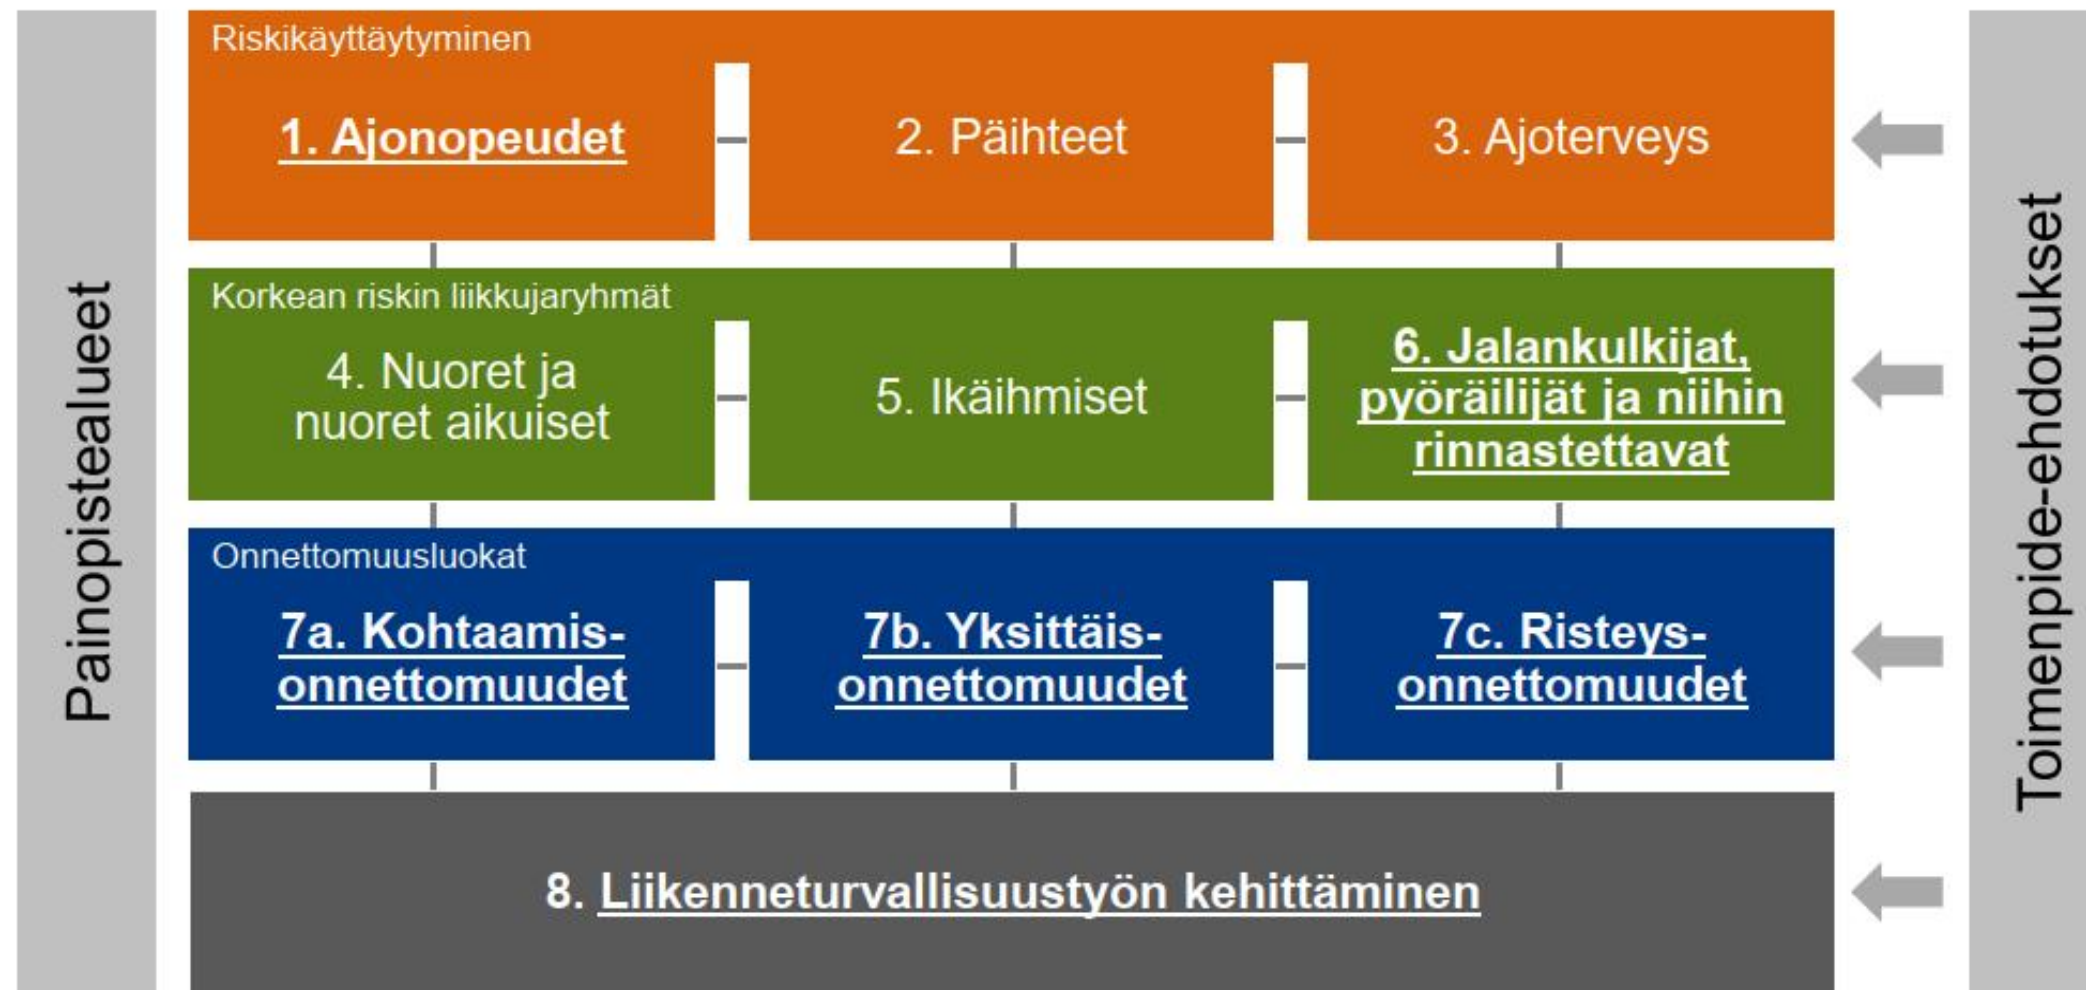 Painopistealueet
Riskikäyttäytyminen
1. Ajonopeudet
2. Päihteet
3. Ajoterveys
Korkean riskin liikkujaryhmät
4. Nuoret ja
nuoret aikuiset
5. Ikäihmiset
6. Jalankulkijat,
pyöräilijät ja niihin
rinnastettavat
Onnettomuusluokat
7a. Kohtaamis-
onnettomuudet
7b. Yksittäis-
onnettomuudet
7c. Risteys-
onnettomuudet
8. Liikenneturvallisuustyön kehittäminen
Toimenpide-ehdotukset